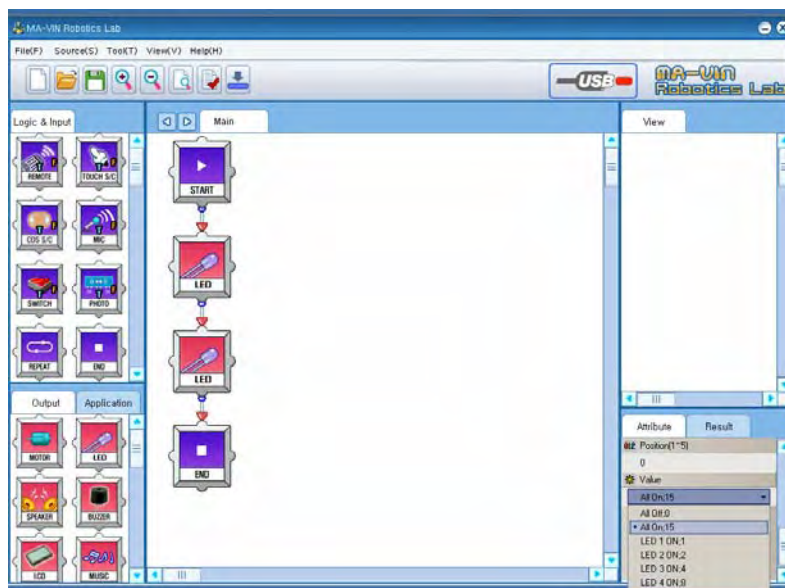 MA-VIN Robotics Lab
File(F) Source(S) Tool(T) View(V) Help(H)
USB
MA-VIN
Robotics Lab
Logic & Input
REMOTE
TOUCH S/C
COS S/C
MIC
SWITCH
PHOTO
REPEAT
END
Output
Application
MOTOR
LED
SPEAKER
BUZZER
LCD
MUSIC
Main
START
LED
LED
END
View
Attribute
Result
Position(1~5)
0
Value
All On;15
All Off;0
All On;15
LED 1 ON;1
LED 2 ON;2
LED 3 ON;4
LED 4 ON;8